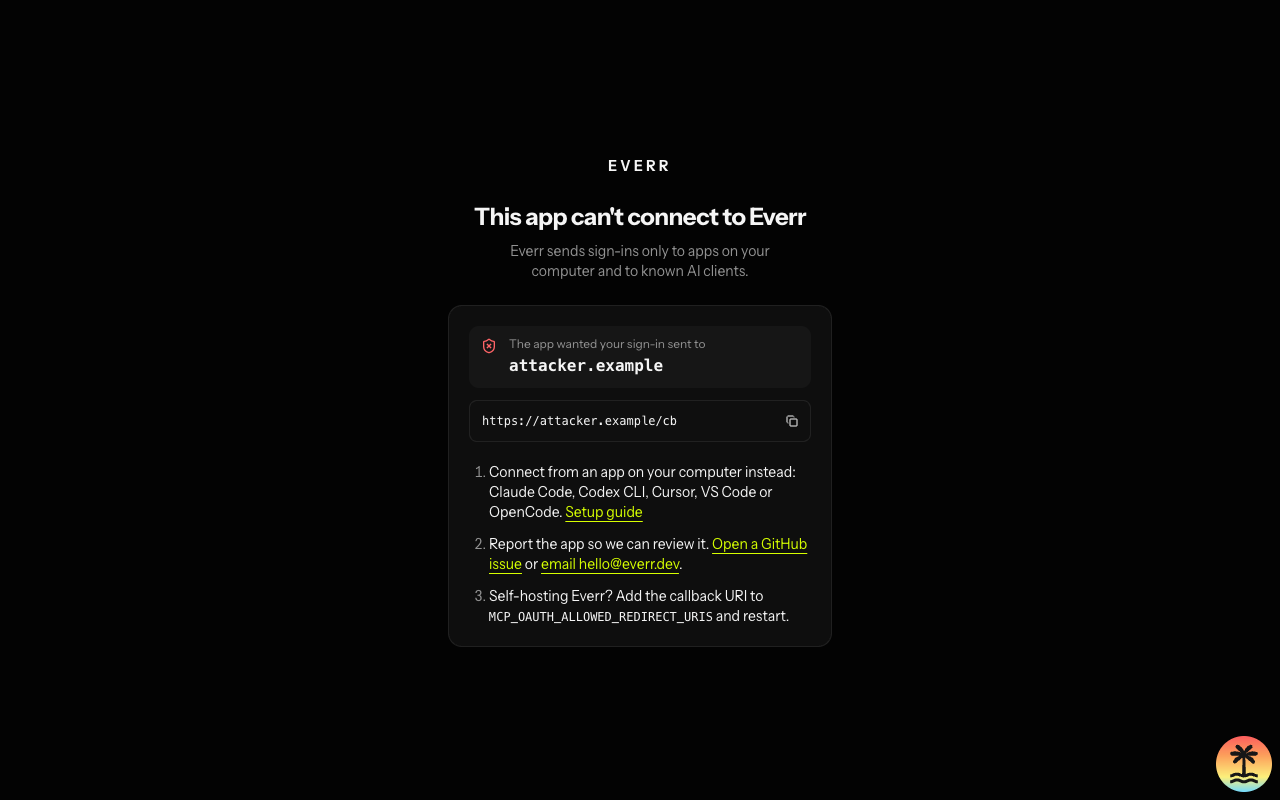 EVERR
This app can't connect to Everr
Everr sends sign-ins only to apps on your
computer and to known AI clients.
The app wanted your sign-in sent to
attacker.example
https://attacker.example/cb
1. Connect from an app on your computer instead:
Claude Code, Codex CLI, Cursor, VS Code or
OpenCode. Setup guide
2. Report the app so we can review it. Open a GitHub
issue or email hello@everr.dev.
3. Self-hosting Everr? Add the callback URI to
MCP_OAUTH_ALLOWED_REDIRECT_URIS and restart.